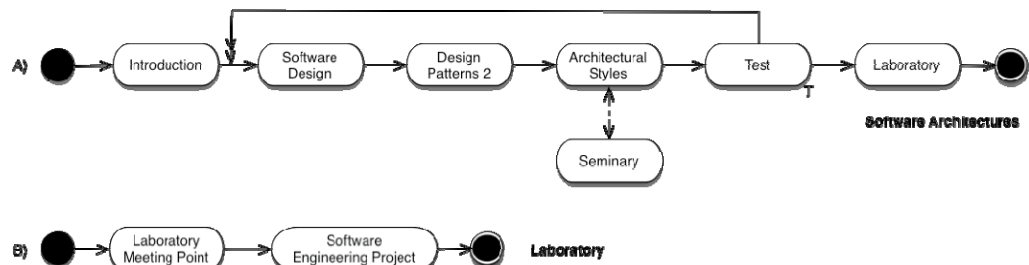 A)
Introduction
Software
Design
Design
Patterns 2
Architectural
Styles
Test
T
Laboratory
Software Architectures
Seminary
B)
Laboratory
Meeting Point
Software
Engineering Project
Laboratory